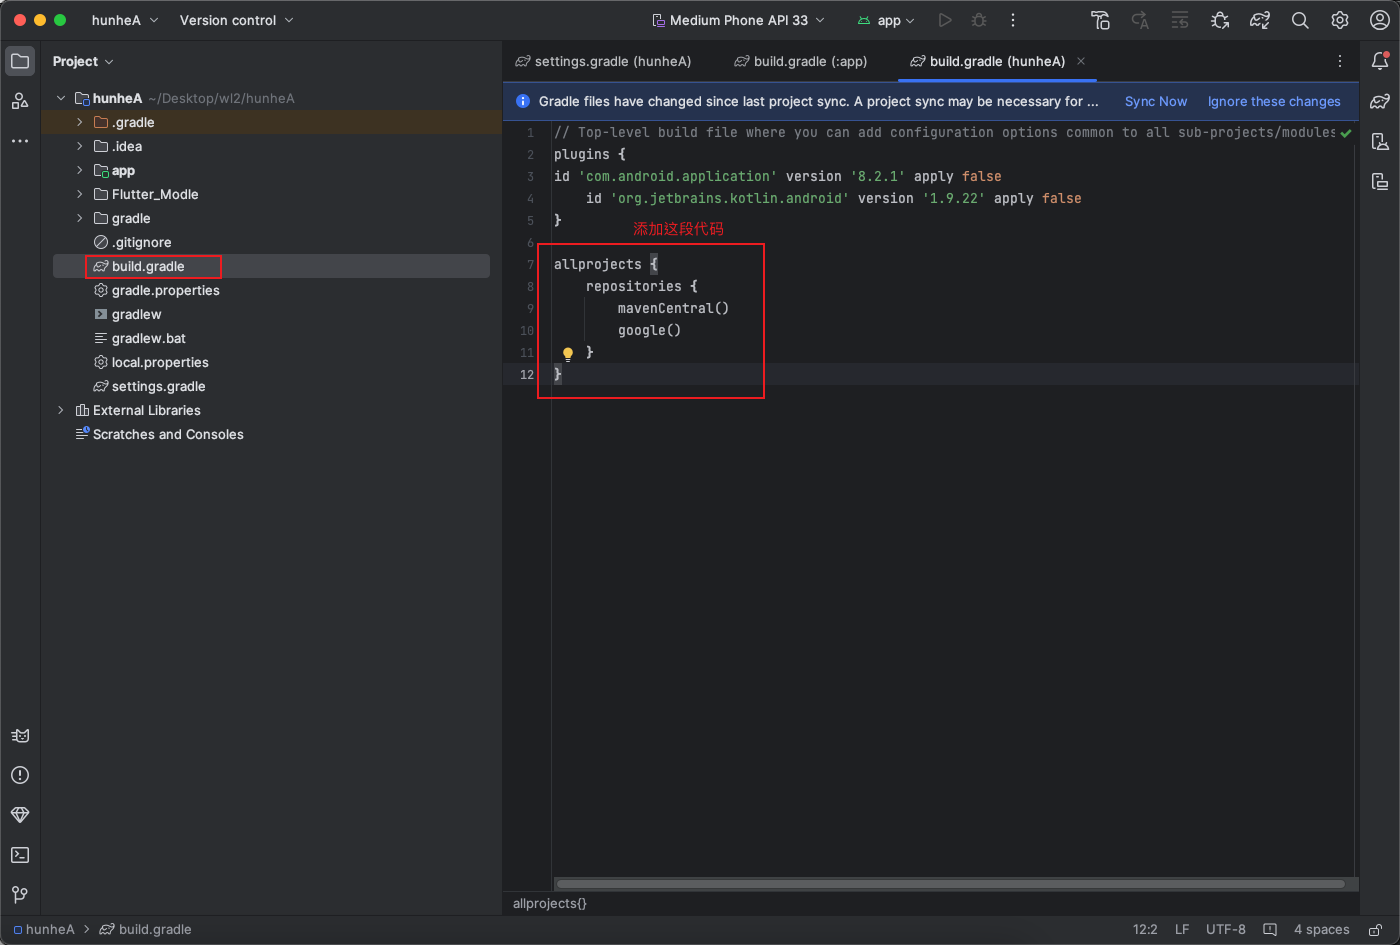 hunheA
Version control
Medium Phone API 33
app
Project
settings.gradle (hunheA)
build.gradle (:app)
build.gradle (hunheA)
Gradle files have changed since last project sync. A project sync may be necessary for ...
Sync Now
Ignore these changes
hunheA ~/Desktop/wl2/hunheA
.gradle
.idea
app
Flutter_Modle
gradle
.gitignore
build.gradle
gradle.properties
gradlew
gradlew.bat
local.properties
settings.gradle
External Libraries
Scratches and Consoles
1 // Top-level build file where you can add configuration options common to all sub-projects/modules
2 plugins {
3 id 'com.android.application' version '8.2.1' apply false
4 id 'org.jetbrains.kotlin.android' version '1.9.22' apply false
5 }
添加这段代码
6
7 allprojects {
8 repositories {
9 mavenCentral()
10 google()
11 }
12 }
allprojects{}
hunheA
build.gradle
12:2
LF
UTF-8
4 spaces